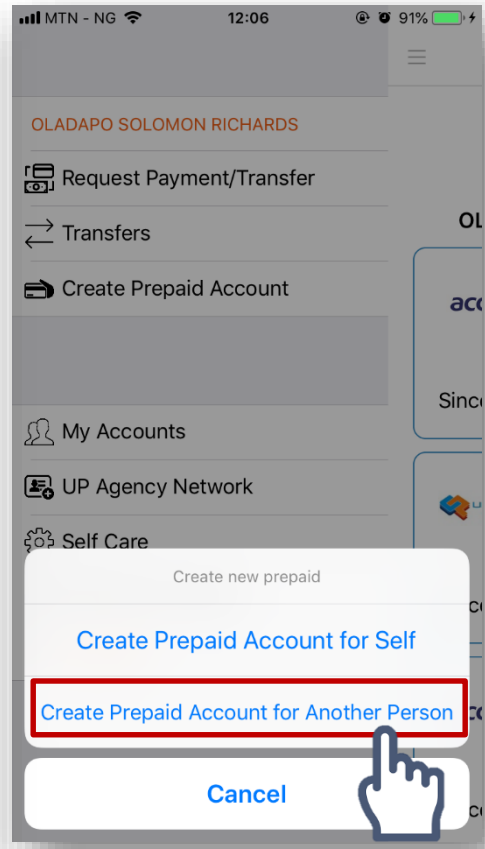 MTN - NG 12:06 91%
OLADAPO SOLOMON RICHARDS
Request Payment/Transfer
Transfers
OL
Create Prepaid Account
acc
Since
My Accounts
UP Agency Network
Self Care
Create new prepaid
Create Prepaid Account for Self
Create Prepaid Account for Another Person
Cancel